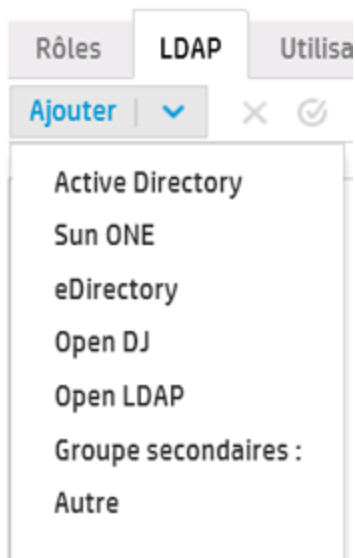 Rôles LDAP Utilisa
Ajouter
Active Directory
Sun ONE
eDirectory
Open DJ
Open LDAP
Groupe secondaires :
Autre